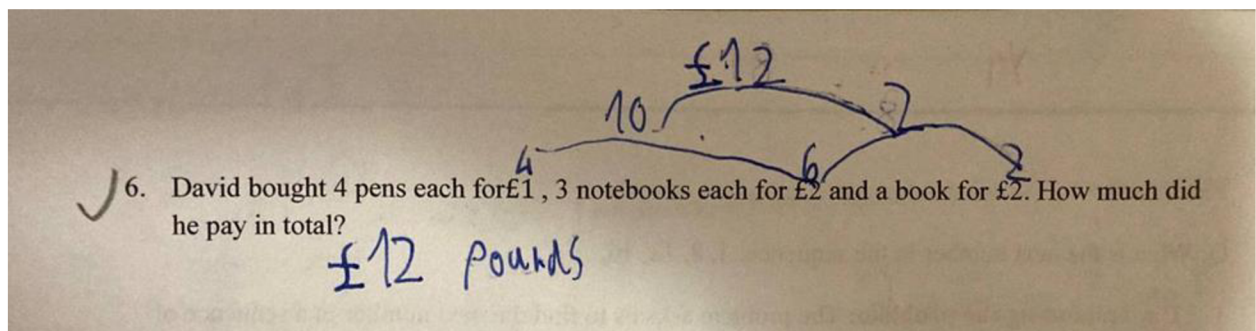 £12
10 2
4 6 2
6. David bought 4 pens each for£1 , 3 notebooks each for £2 and a book for £2. How much did
he pay in total?
£12 pounds